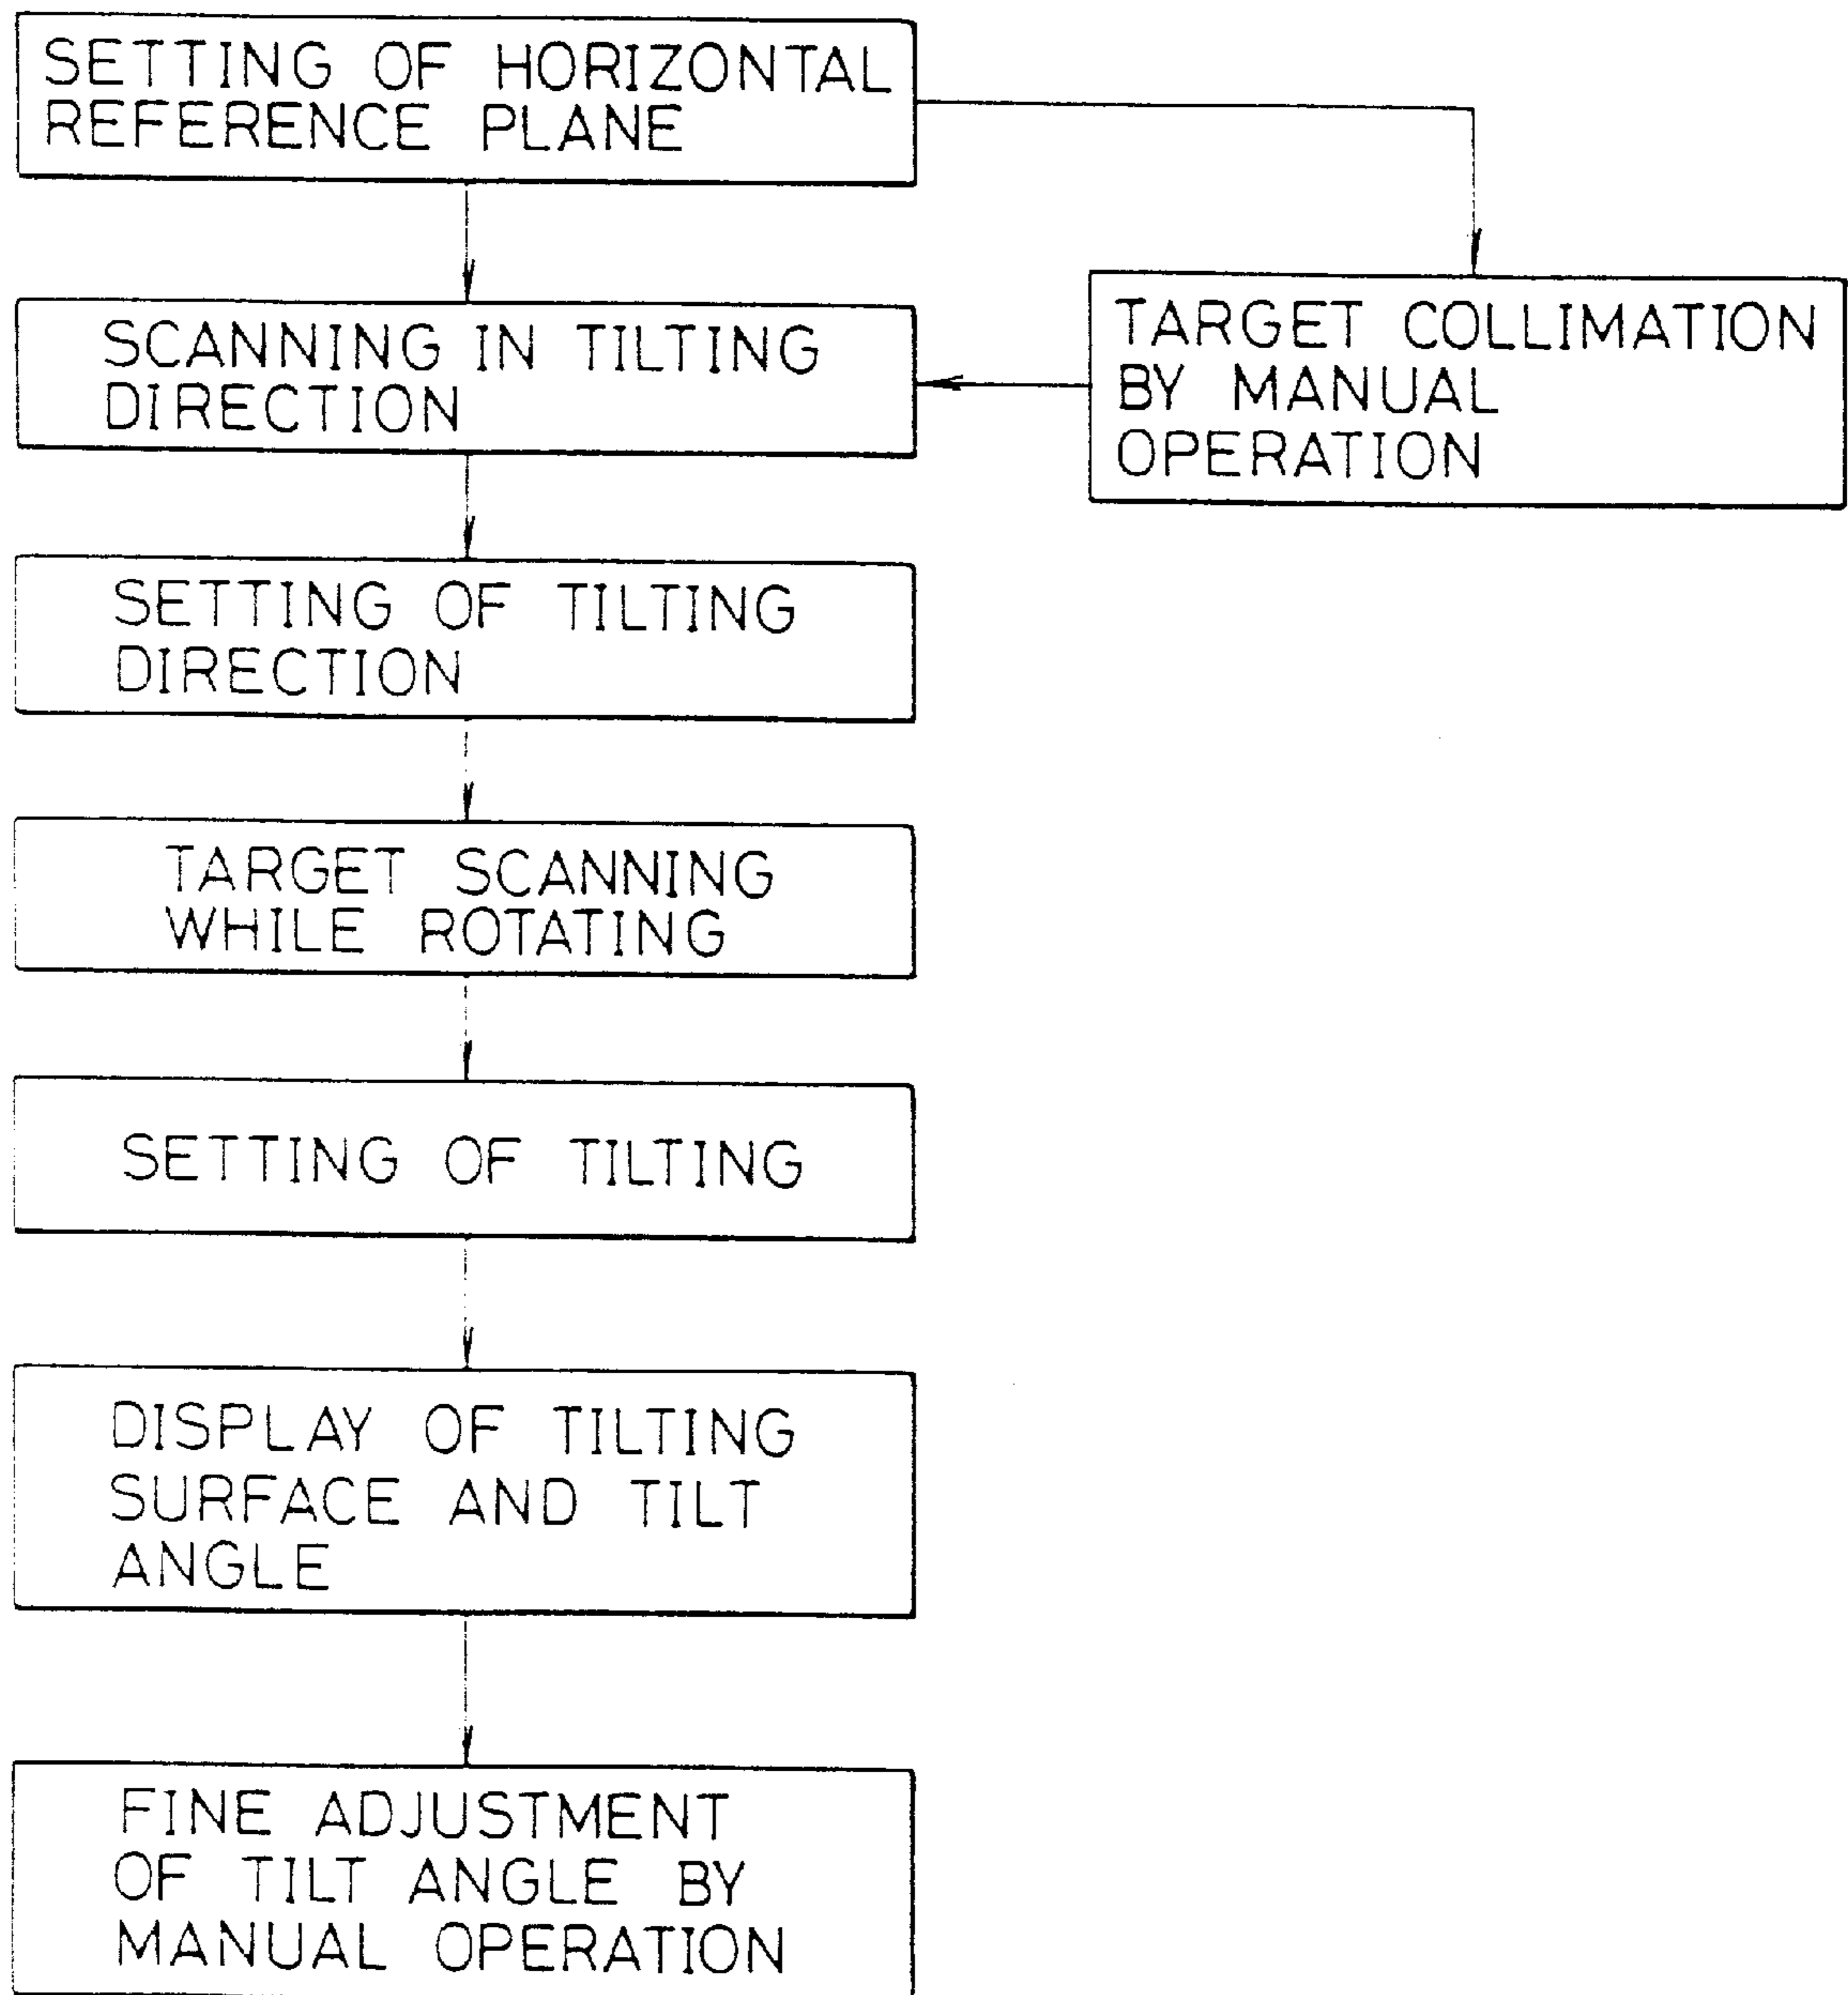 SETTING OF HORIZONTAL
REFERENCE PLANE
SCANNING IN TILTING
DIRECTION
TARGET COLLIMATION
BY MANUAL
OPERATION
SETTING OF TILTING
DIRECTION
TARGET SCANNING
WHILE ROTATING
SETTING OF TILTING
DISPLAY OF TILTING
SURFACE AND TILT
ANGLE
FINE ADJUSTMENT
OF TILT ANGLE BY
MANUAL OPERATION